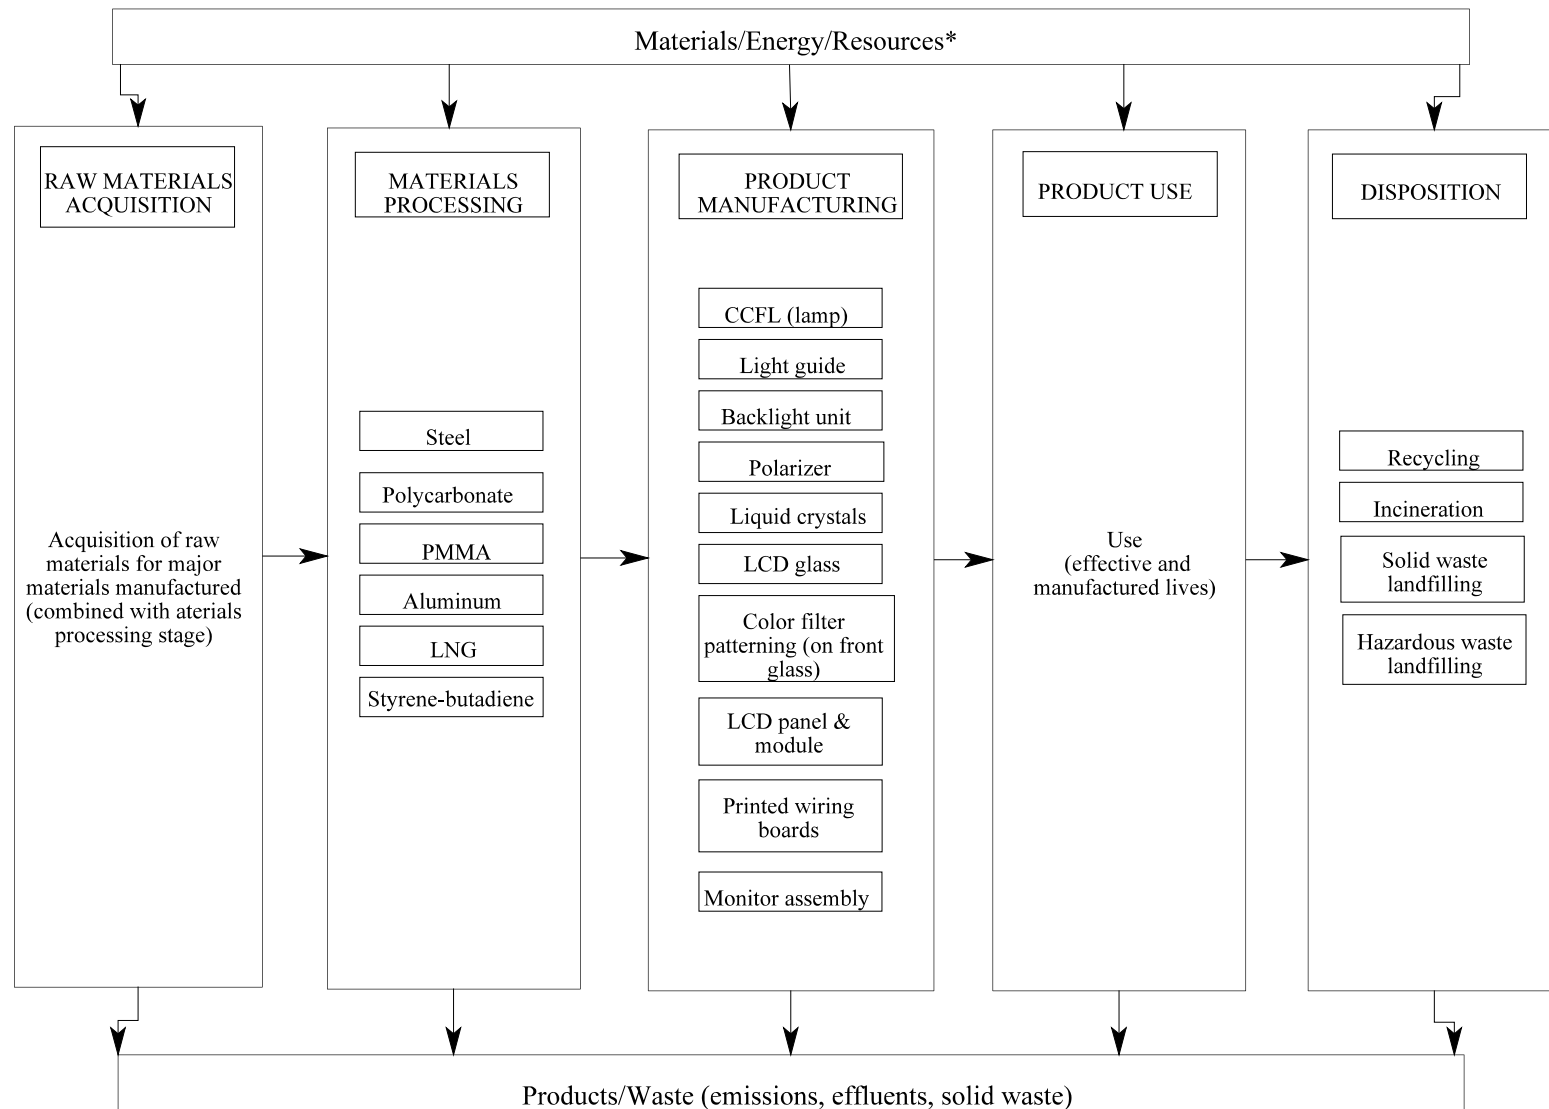 Materials/Energy/Resources*
RAW MATERIALS
ACQUISITION
Acquisition of raw
materials for major
materials manufactured
(combined with aterials
processing stage)
MATERIALS
PROCESSING
Steel
Polycarbonate
PMMA
Aluminum
LNG
Styrene-butadiene
PRODUCT
MANUFACTURING
CCFL (lamp)
Light guide
Backlight unit
Polarizer
Liquid crystals
LCD glass
Color filter
patterning (on front
glass)
LCD panel &
module
Printed wiring
boards
Monitor assembly
PRODUCT USE
Use
(effective and
manufactured lives)
DISPOSITION
Recycling
Incineration
Solid waste
landfilling
Hazardous waste
landfilling
Products/Waste (emissions, effluents, solid waste)